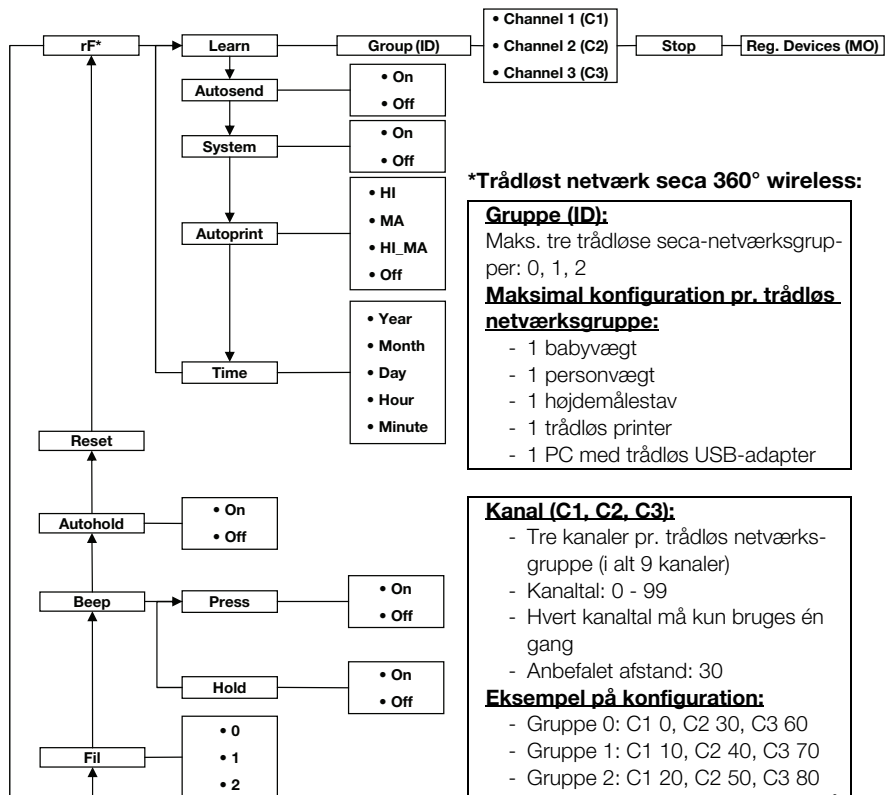 rF*
Learn
Group (ID)
• Channel 1 (C1)
• Channel 2 (C2)
• Channel 3 (C3)
Stop
Reg. Devices (MO)
Autosend
• On
• Off
System
• On
• Off
Autoprint
• HI
• MA
• HI_MA
• Off
Time
• Year
• Month
• Day
• Hour
• Minute
Reset
Autohold
• On
• Off
Beep
Press
• On
• Off
Hold
• On
• Off
Fil
• 0
• 1
• 2
*Trådløst netværk seca 360° wireless:
Gruppe (ID):
Maks. tre trådløse seca-netværksgrup-
per: 0, 1, 2
Maksimal konfiguration pr. trådløs
netværksgruppe:
- 1 babyvægt
- 1 personvægt
- 1 højdemålestav
- 1 trådløs printer
- 1 PC med trådløs USB-adapter
Kanal (C1, C2, C3):
- Tre kanaler pr. trådløs netværks-
gruppe (i alt 9 kanaler)
- Kanaltal: 0 - 99
- Hvert kanaltal må kun bruges én
gang
- Anbefalet afstand: 30
Eksempel på konfiguration:
- Gruppe 0: C1 0, C2 30, C3 60
- Gruppe 1: C1 10, C2 40, C3 70
- Gruppe 2: C1 20, C2 50, C3 80